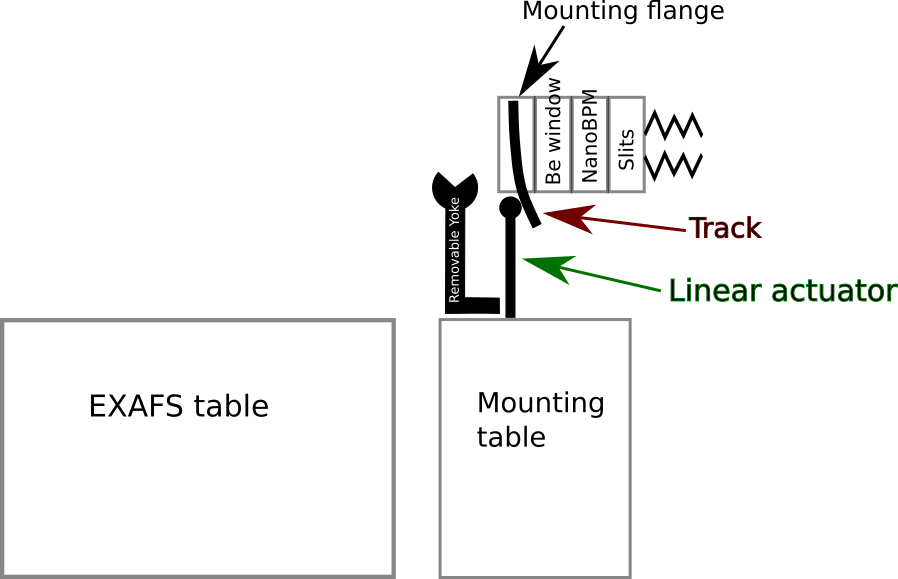 Mounting flange
Be window
NanoBPM
Slits
Removable Yoke
Track
Linear actuator
EXAFS table
Mounting
table